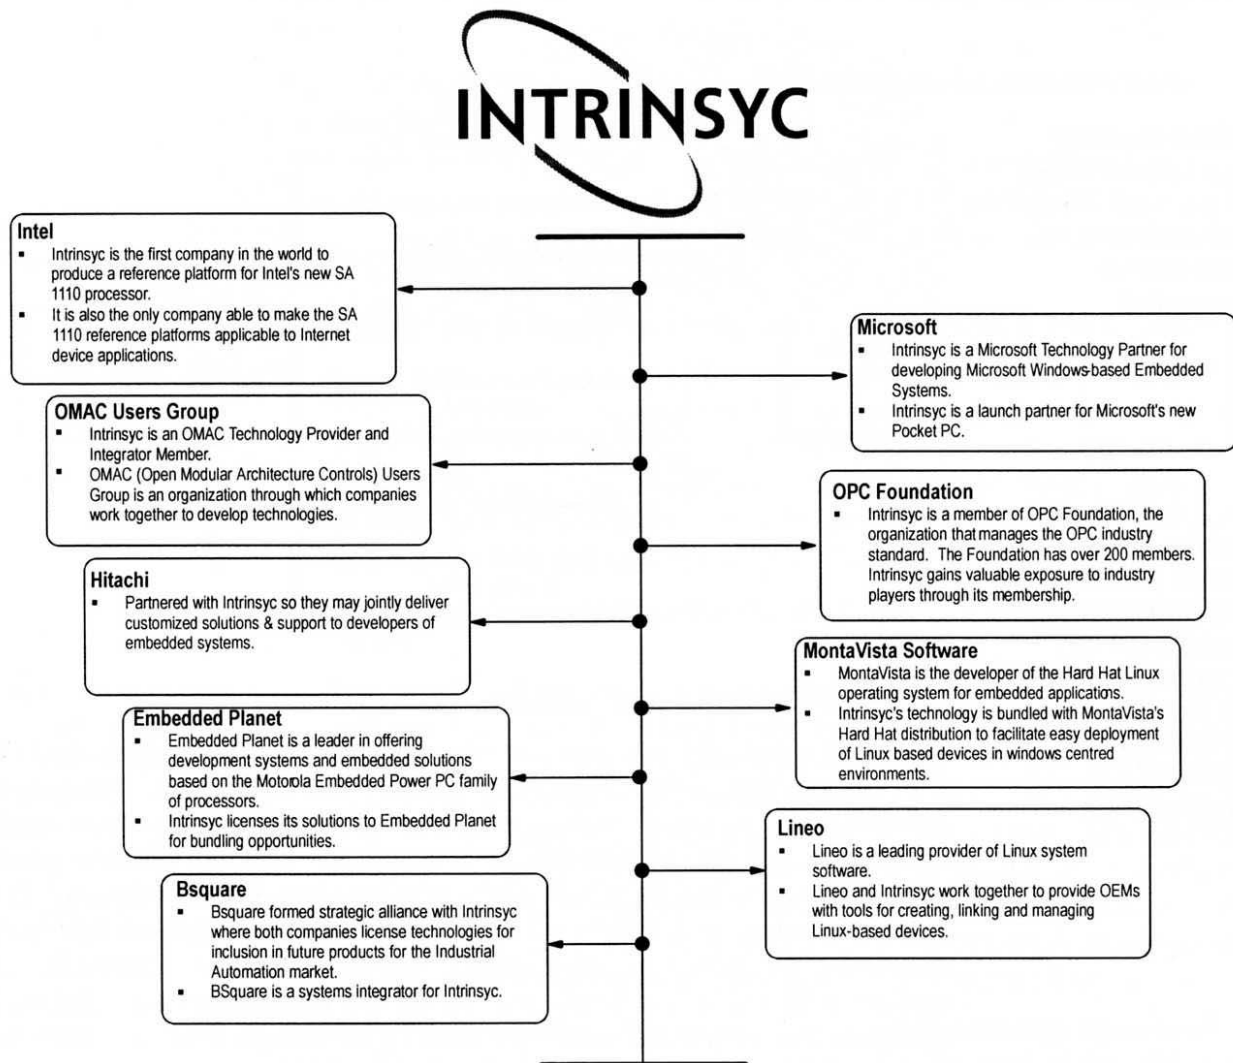 INTRINSYC
Intel
▪ Intrinsyc is the first company in the world to
produce a reference platform for Intel's new SA
1110 processor.
▪ It is also the only company able to make the SA
1110 reference platforms applicable to Internet
device applications.
Microsoft
▪ Intrinsyc is a Microsoft Technology Partner for
developing Microsoft Windows-based Embedded
Systems.
▪ Intrinsyc is a launch partner for Microsoft's new
Pocket PC.
OMAC Users Group
▪ Intrinsyc is an OMAC Technology Provider and
Integrator Member.
▪ OMAC (Open Modular Architecture Controls) Users
Group is an organization through which companies
work together to develop technologies.
OPC Foundation
▪ Intrinsyc is a member of OPC Foundation, the
organization that manages the OPC industry
standard. The Foundation has over 200 members.
Intrinsyc gains valuable exposure to industry
players through its membership.
Hitachi
▪ Partnered with Intrinsyc so they may jointly deliver
customized solutions & support to developers of
embedded systems.
MontaVista Software
▪ MontaVista is the developer of the Hard Hat Linux
operating system for embedded applications.
▪ Intrinsyc's technology is bundled with MontaVista's
Hard Hat distribution to facilitate easy deployment
of Linux based devices in windows centred
environments.
Embedded Planet
▪ Embedded Planet is a leader in offering
development systems and embedded solutions
based on the Motorola Embedded Power PC family
of processors.
▪ Intrinsyc licenses its solutions to Embedded Planet
for bundling opportunities.
Lineo
▪ Lineo is a leading provider of Linux system
software.
▪ Lineo and Intrinsyc work together to provide OEMs
with tools for creating, linking and managing
Linux-based devices.
Bsquare
▪ Bsquare formed strategic alliance with Intrinsyc
where both companies license technologies for
inclusion in future products for the Industrial
Automation market.
▪ BSquare is a systems integrator for Intrinsyc.